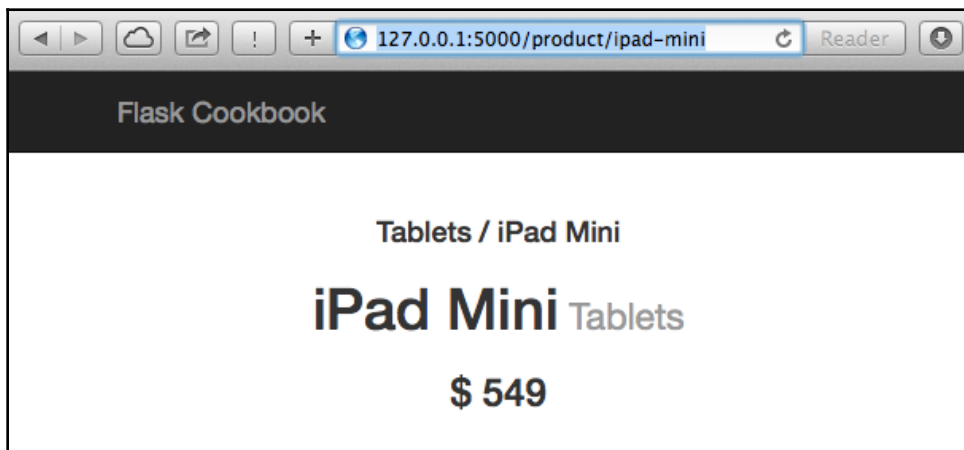 127.0.0.1:5000/product/ipad-mini
Reader
Flask Cookbook
Tablets / iPad Mini
iPad Mini Tablets
$ 549